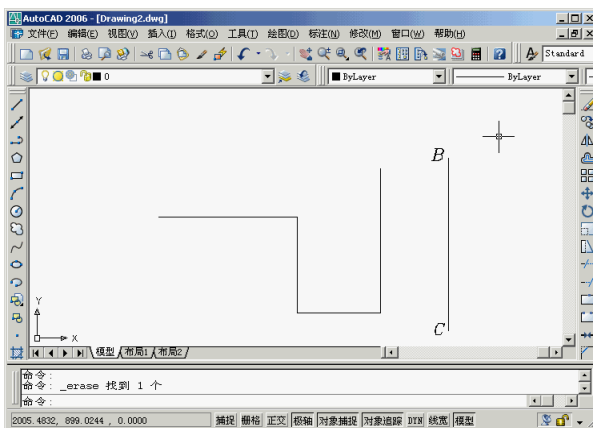 AutoCAD 2006 - [Drawing2.dwg]
文件(F) 编辑(E) 视图(V) 插入(I) 格式(O) 工具(T) 绘图(D) 标注(N) 修改(M) 窗口(W) 帮助(H)
Standard
0 ByLayer ByLayer
B
C
Y
X
模型 布局1 布局2
命令:
命令: _erase 找到 1 个
命令:
2005.4832, 899.0244 , 0.0000 捕捉 栅格 正交 极轴 对象捕捉 对象追踪 DYN 线宽 模型